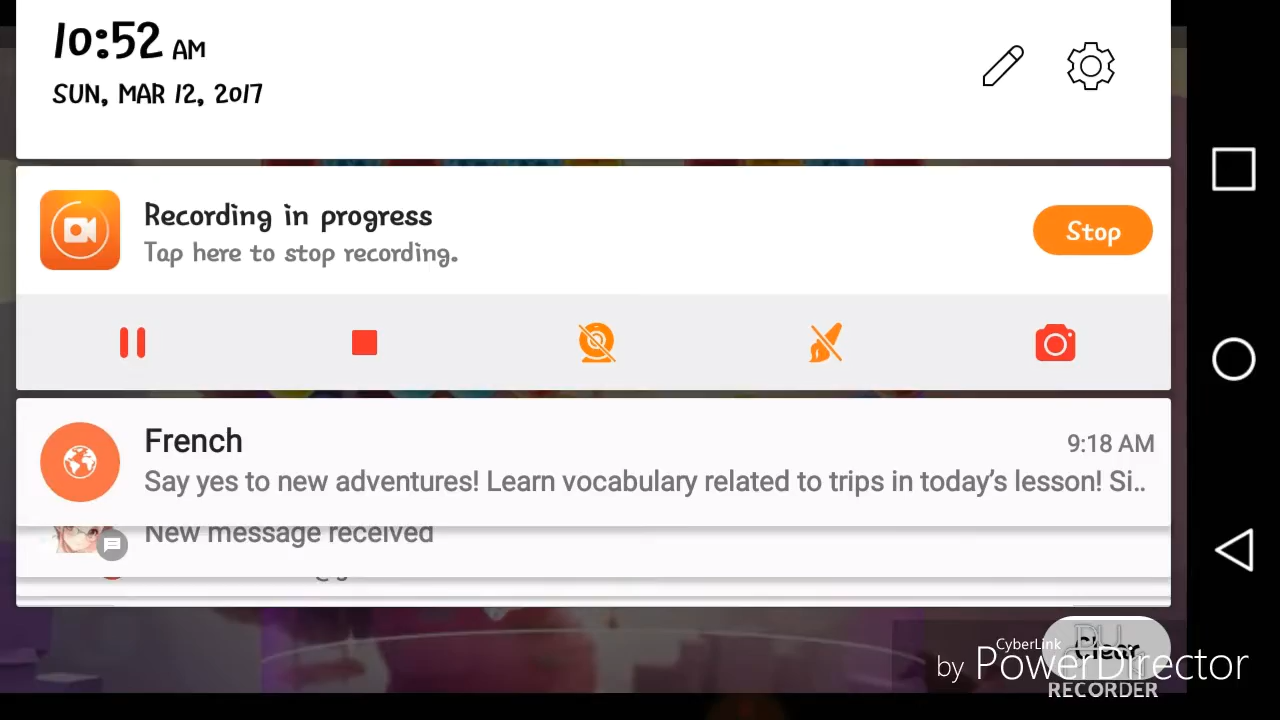 10:52 AM
SUN, MAR 12, 2017
Recording in progress
Tap here to stop recording.
Stop
French
9:18 AM
Say yes to new adventures! Learn vocabulary related to trips in today’s lesson! Si..
New message received
Clear
DU
RECORDER
CyberLink
by PowerDirector